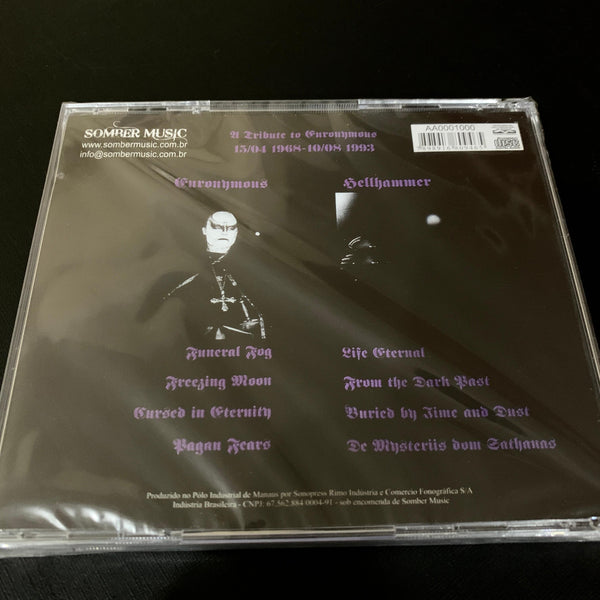 SOMBER MUSIC
www.sombermusic.com.br
info@sombermusic.com.br
A Tribute to Euronymous
15/04 1968-10/08 1993
AA0001000
Euronymous
Hellhammer
Funeral Fog
Freezing Moon
Cursed in Eternity
Pagan Fears
Life Eternal
From the Dark Past
Buried by Time and Dust
De Mysteriis dom Sathanas
Produzido no Pólo Industrial de Manaus por Sonopress Rimo Indústria e Comercio Fonográfica S/A
Indústria Brasileira - CNPJ: 67.562.884 0004-91 - sob encomenda de Somber Music